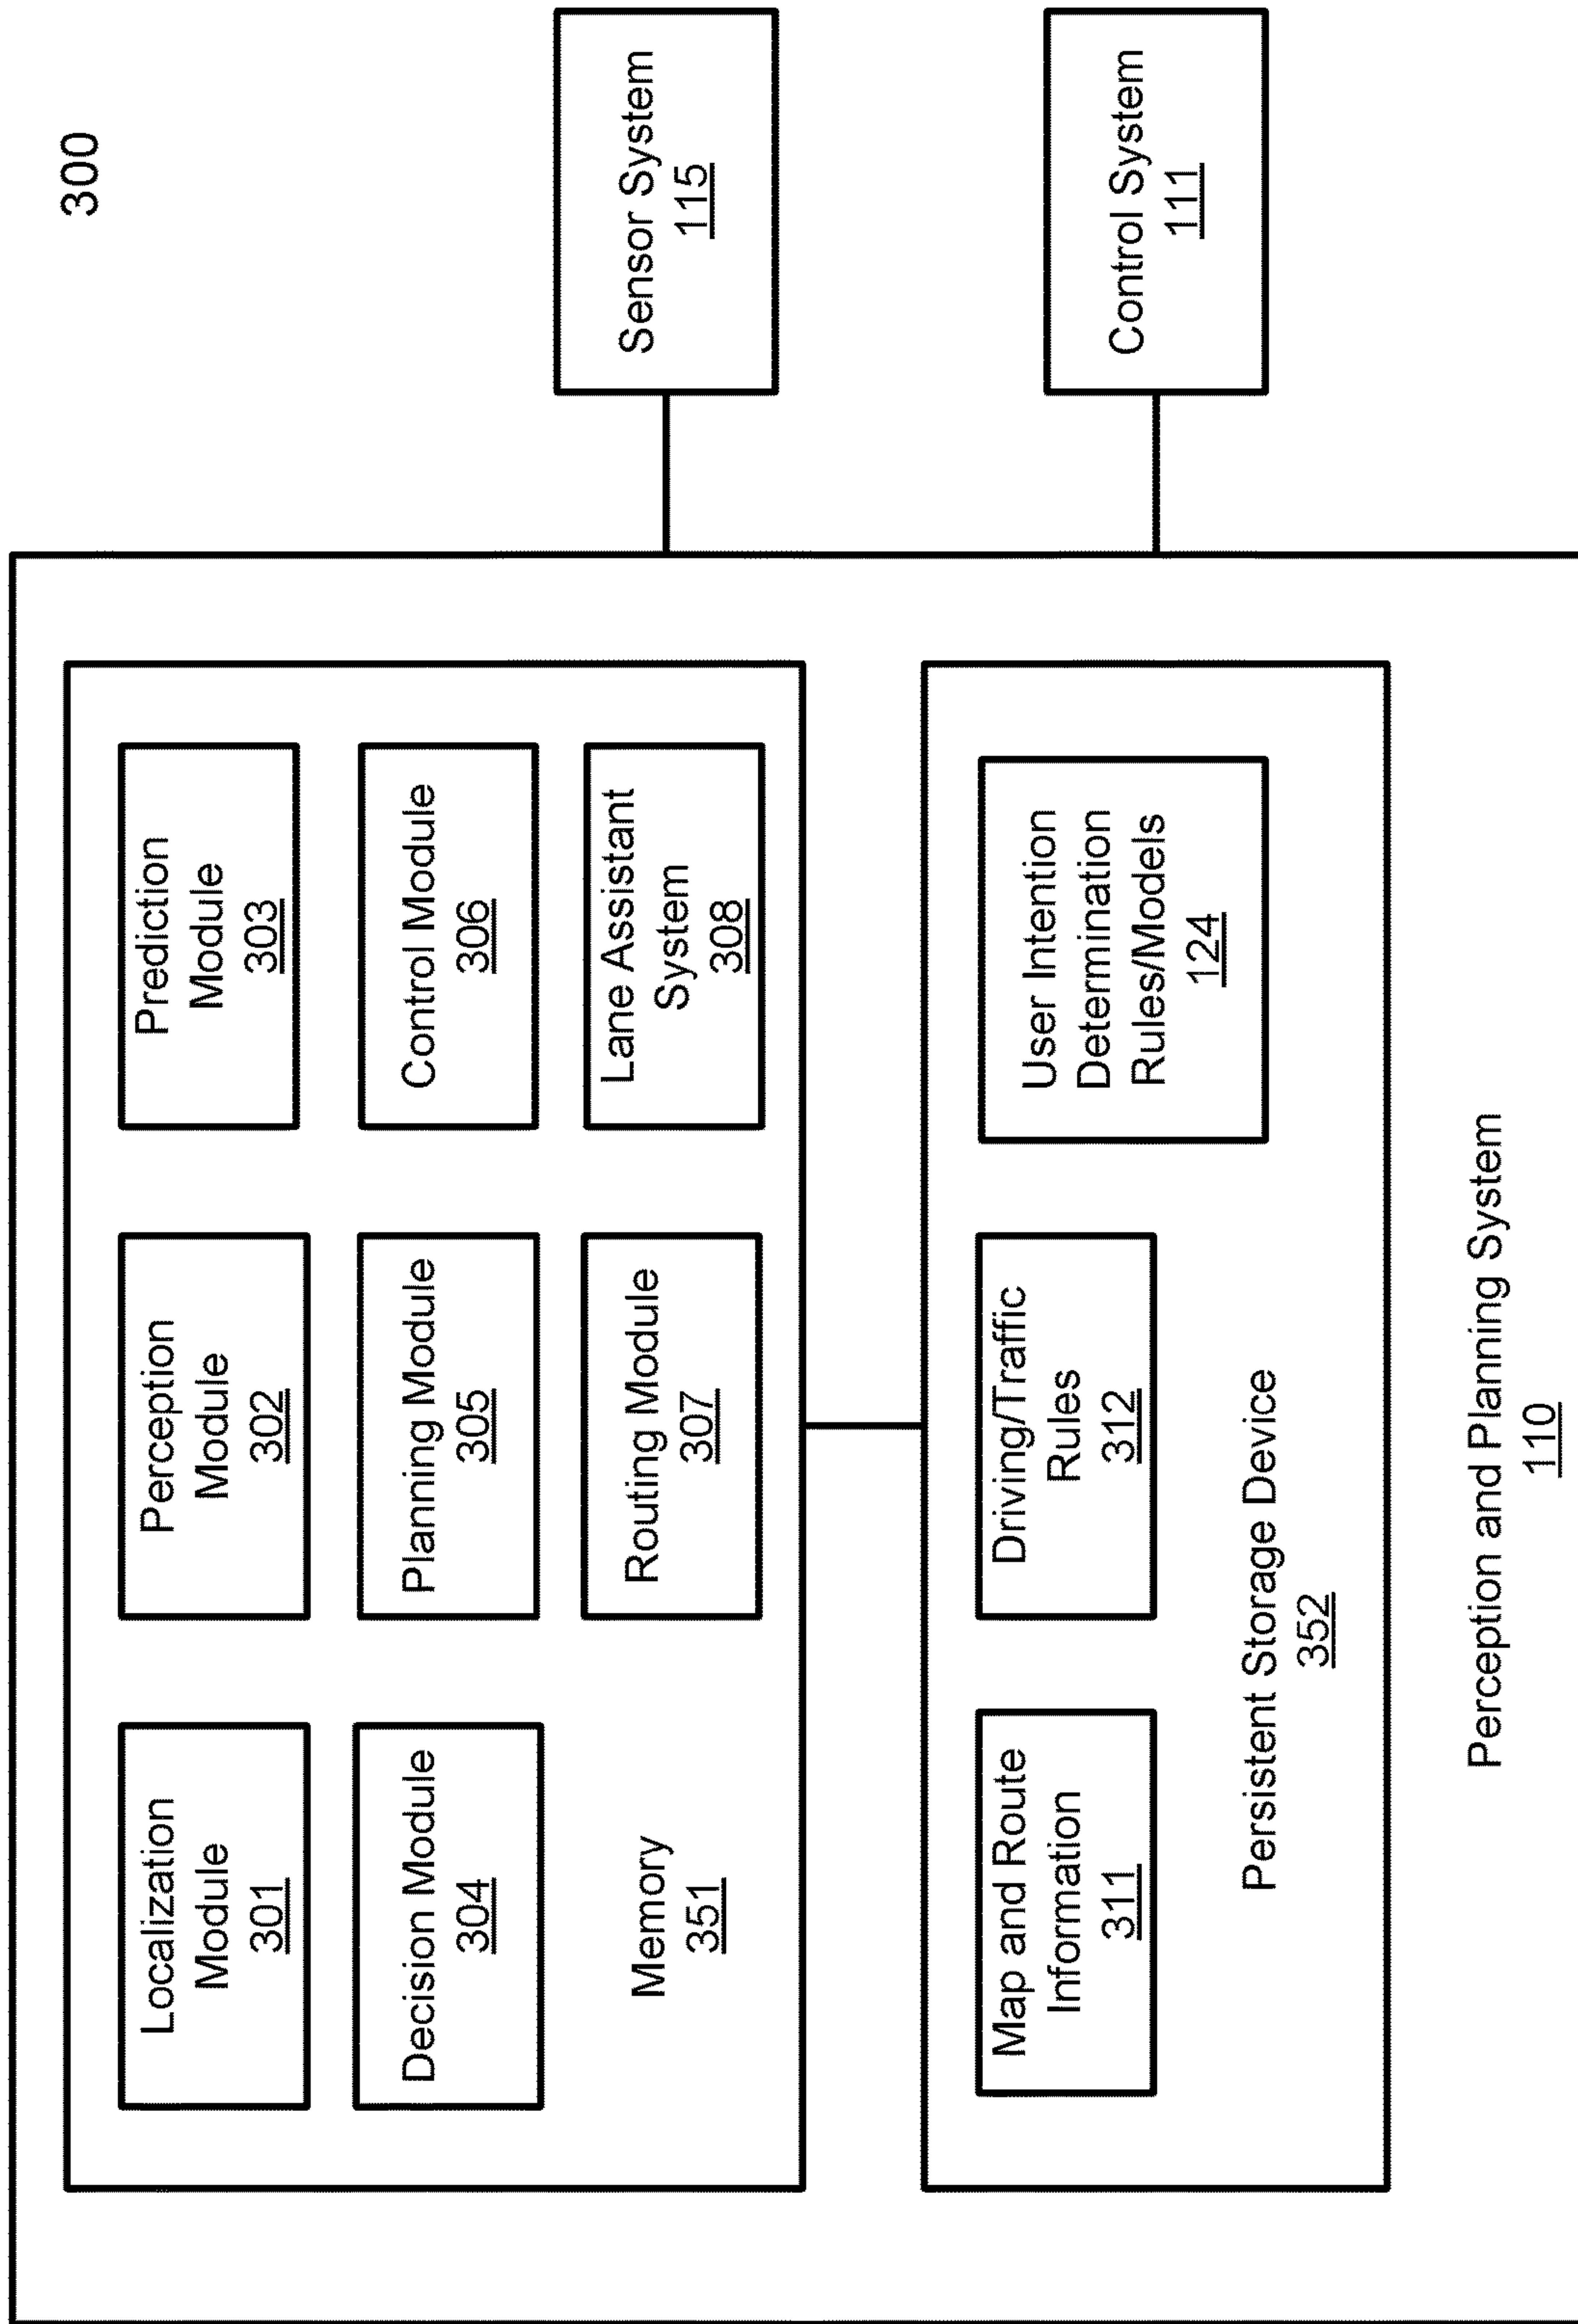 300
Localization
Module
301
Perception
Module
302
Prediction
Module
303
Decision Module
304
Planning Module
305
Control Module
306
Memory
351
Routing Module
307
Lane Assistant
System
308
Sensor System
115
Map and Route
Information
311
Driving/Traffic
Rules
312
User Intention
Determination
Rules/Models
124
Persistent Storage Device
352
Control System
111
Perception and Planning System
110